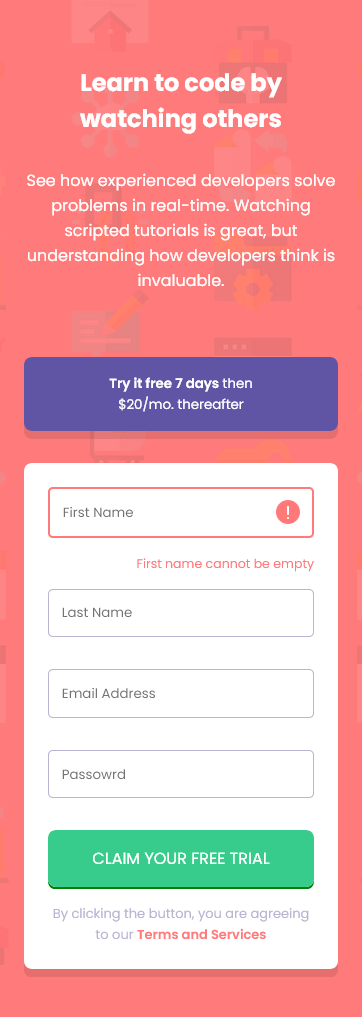 Learn to code by
watching others
See how experienced developers solve
problems in real-time. Watching
scripted tutorials is great, but
understanding how developers think is
invaluable.
Try it free 7 days then
$20/mo. thereafter
First Name
!
First name cannot be empty
Last Name
Email Address
Passowrd
CLAIM YOUR FREE TRIAL
By clicking the button, you are agreeing
to our Terms and Services